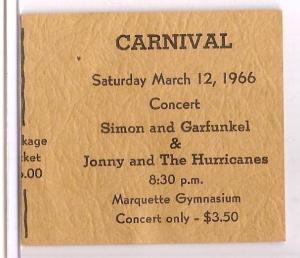 CARNIVAL
Saturday March 12, 1966
Concert
Simon and Garfunkel
&
Jonny and The Hurricanes
8:30 p.m.
Marquette Gymnasium
Concert only - $3.50
kage
ket
.00